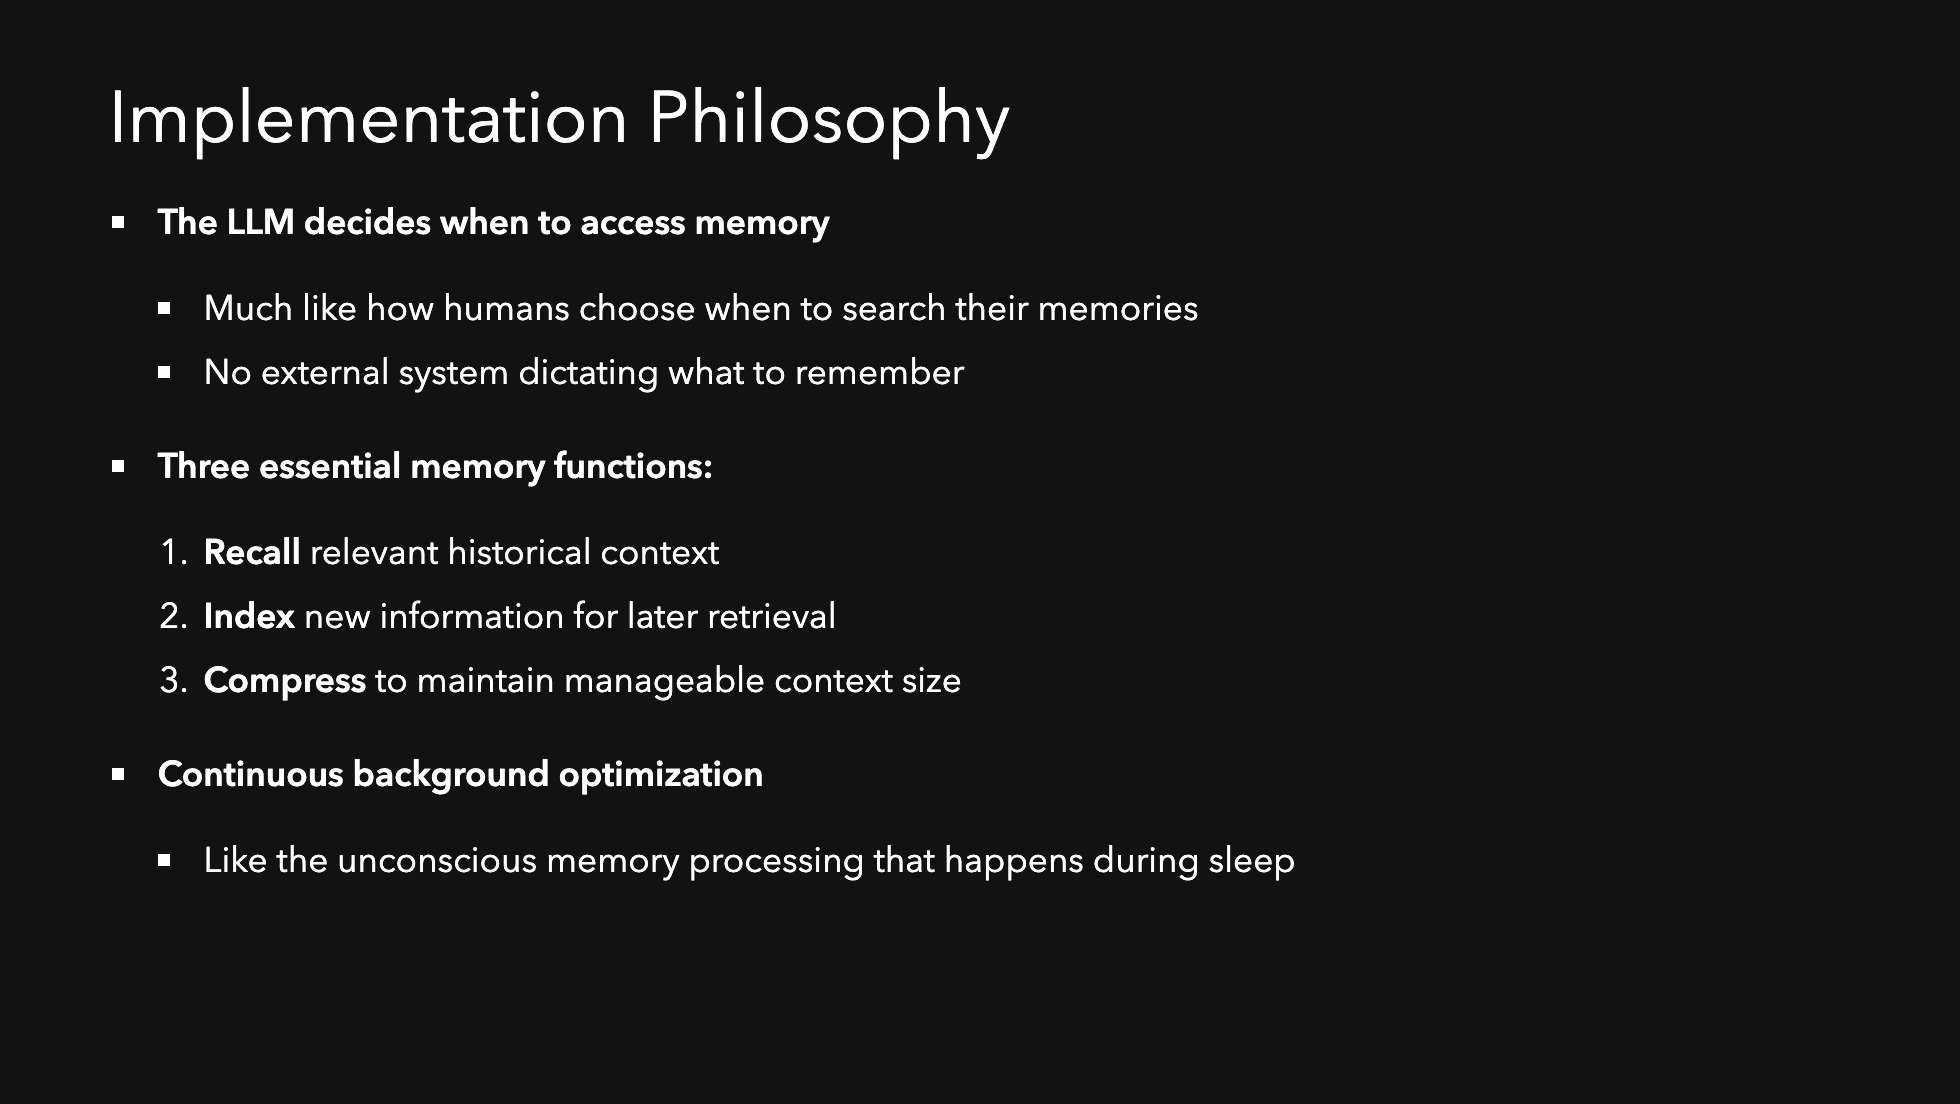 Implementation Philosophy
▪ The LLM decides when to access memory
▪ Much like how humans choose when to search their memories
▪ No external system dictating what to remember
▪ Three essential memory functions:
1. Recall relevant historical context
2. Index new information for later retrieval
3. Compress to maintain manageable context size
▪ Continuous background optimization
▪ Like the unconscious memory processing that happens during sleep